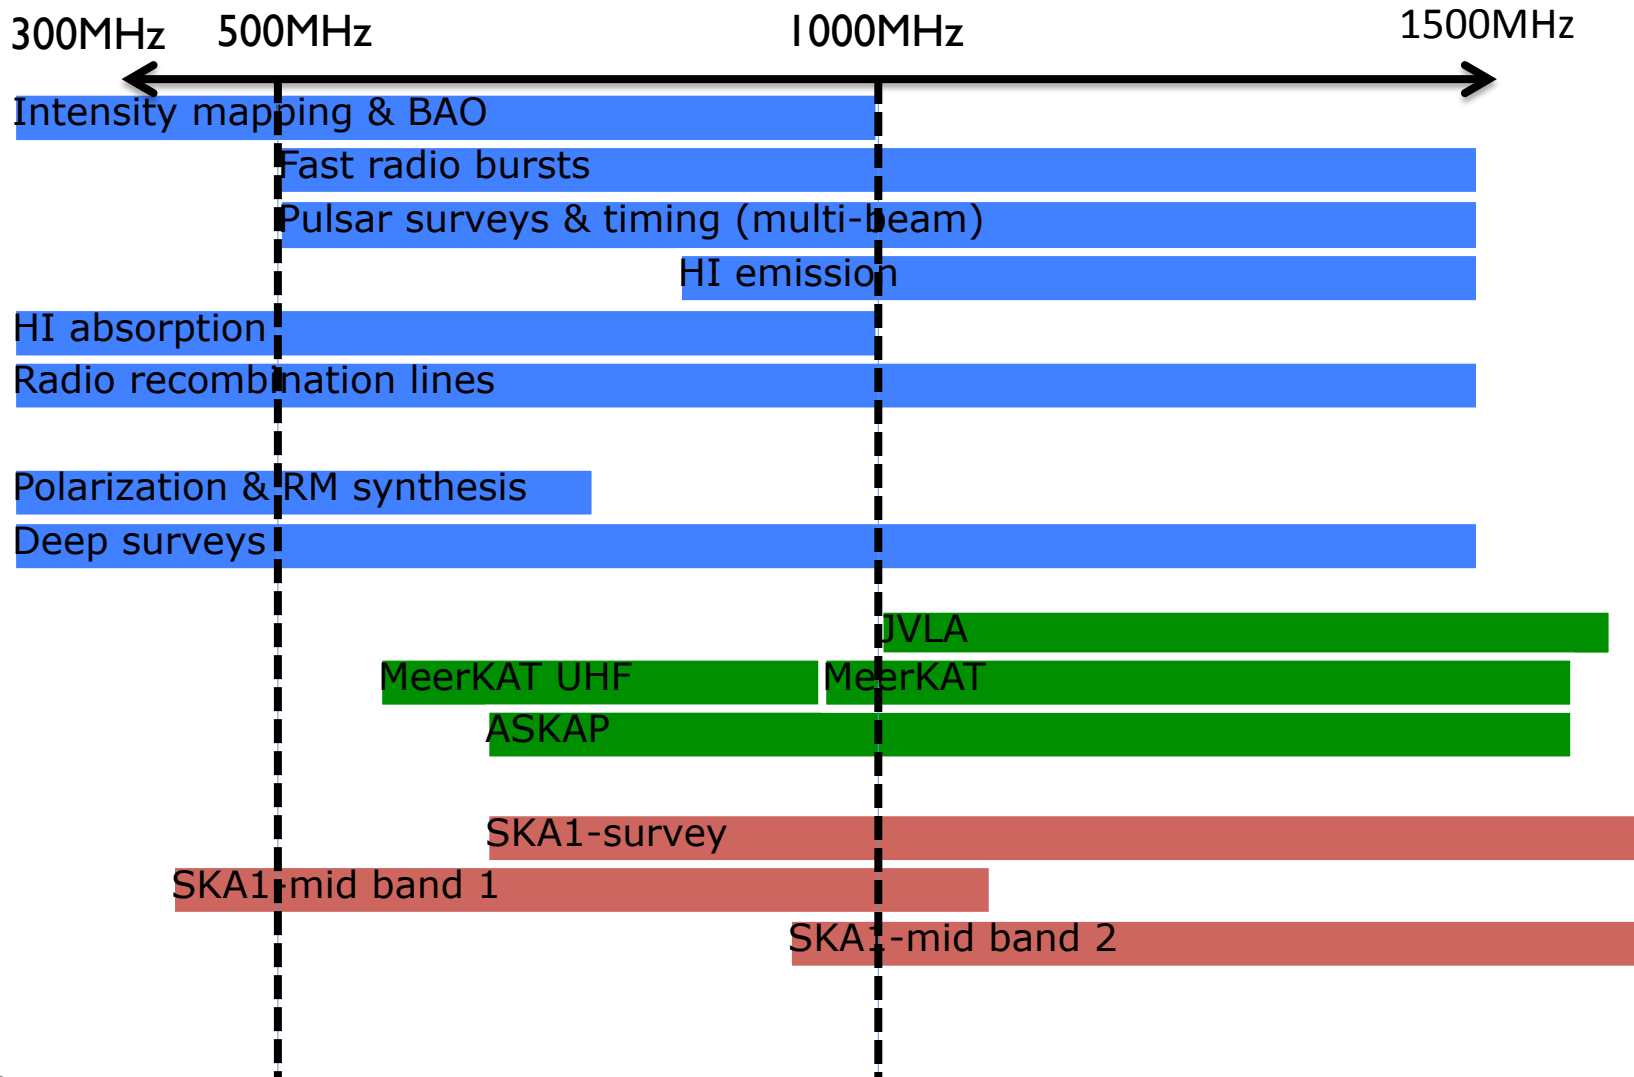 300MHz 500MHz 1000MHz 1500MHz
Intensity mapping & BAO
Fast radio bursts
Pulsar surveys & timing (multi-beam)
HI emission
HI absorption
Radio recombination lines
Polarization & RM synthesis
Deep surveys
JVLA
MeerKAT UHF MeerKAT
ASKAP
SKA1-survey
SKA1-mid band 1
SKA1-mid band 2